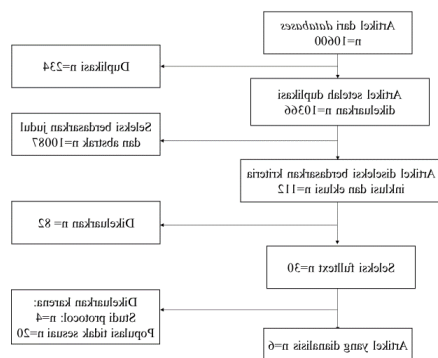 Artikel dari databases
n=10600
Duplikasi n=234
Artikel setelah duplikasi
dikeluarkan n=10366
Seleksi berdasarkan judul
dan abstrak n=10087
Artikel diseleksi berdasarkan kriteria
inklusi dan eklusi n=112
Dikeluarkan n= 82
Seleksi fulltext n=30
Dikeluarkan karena:
Studi protocol: n=4
Populasi tidak sesuai n=20
Artikel yang dianalisis n=6